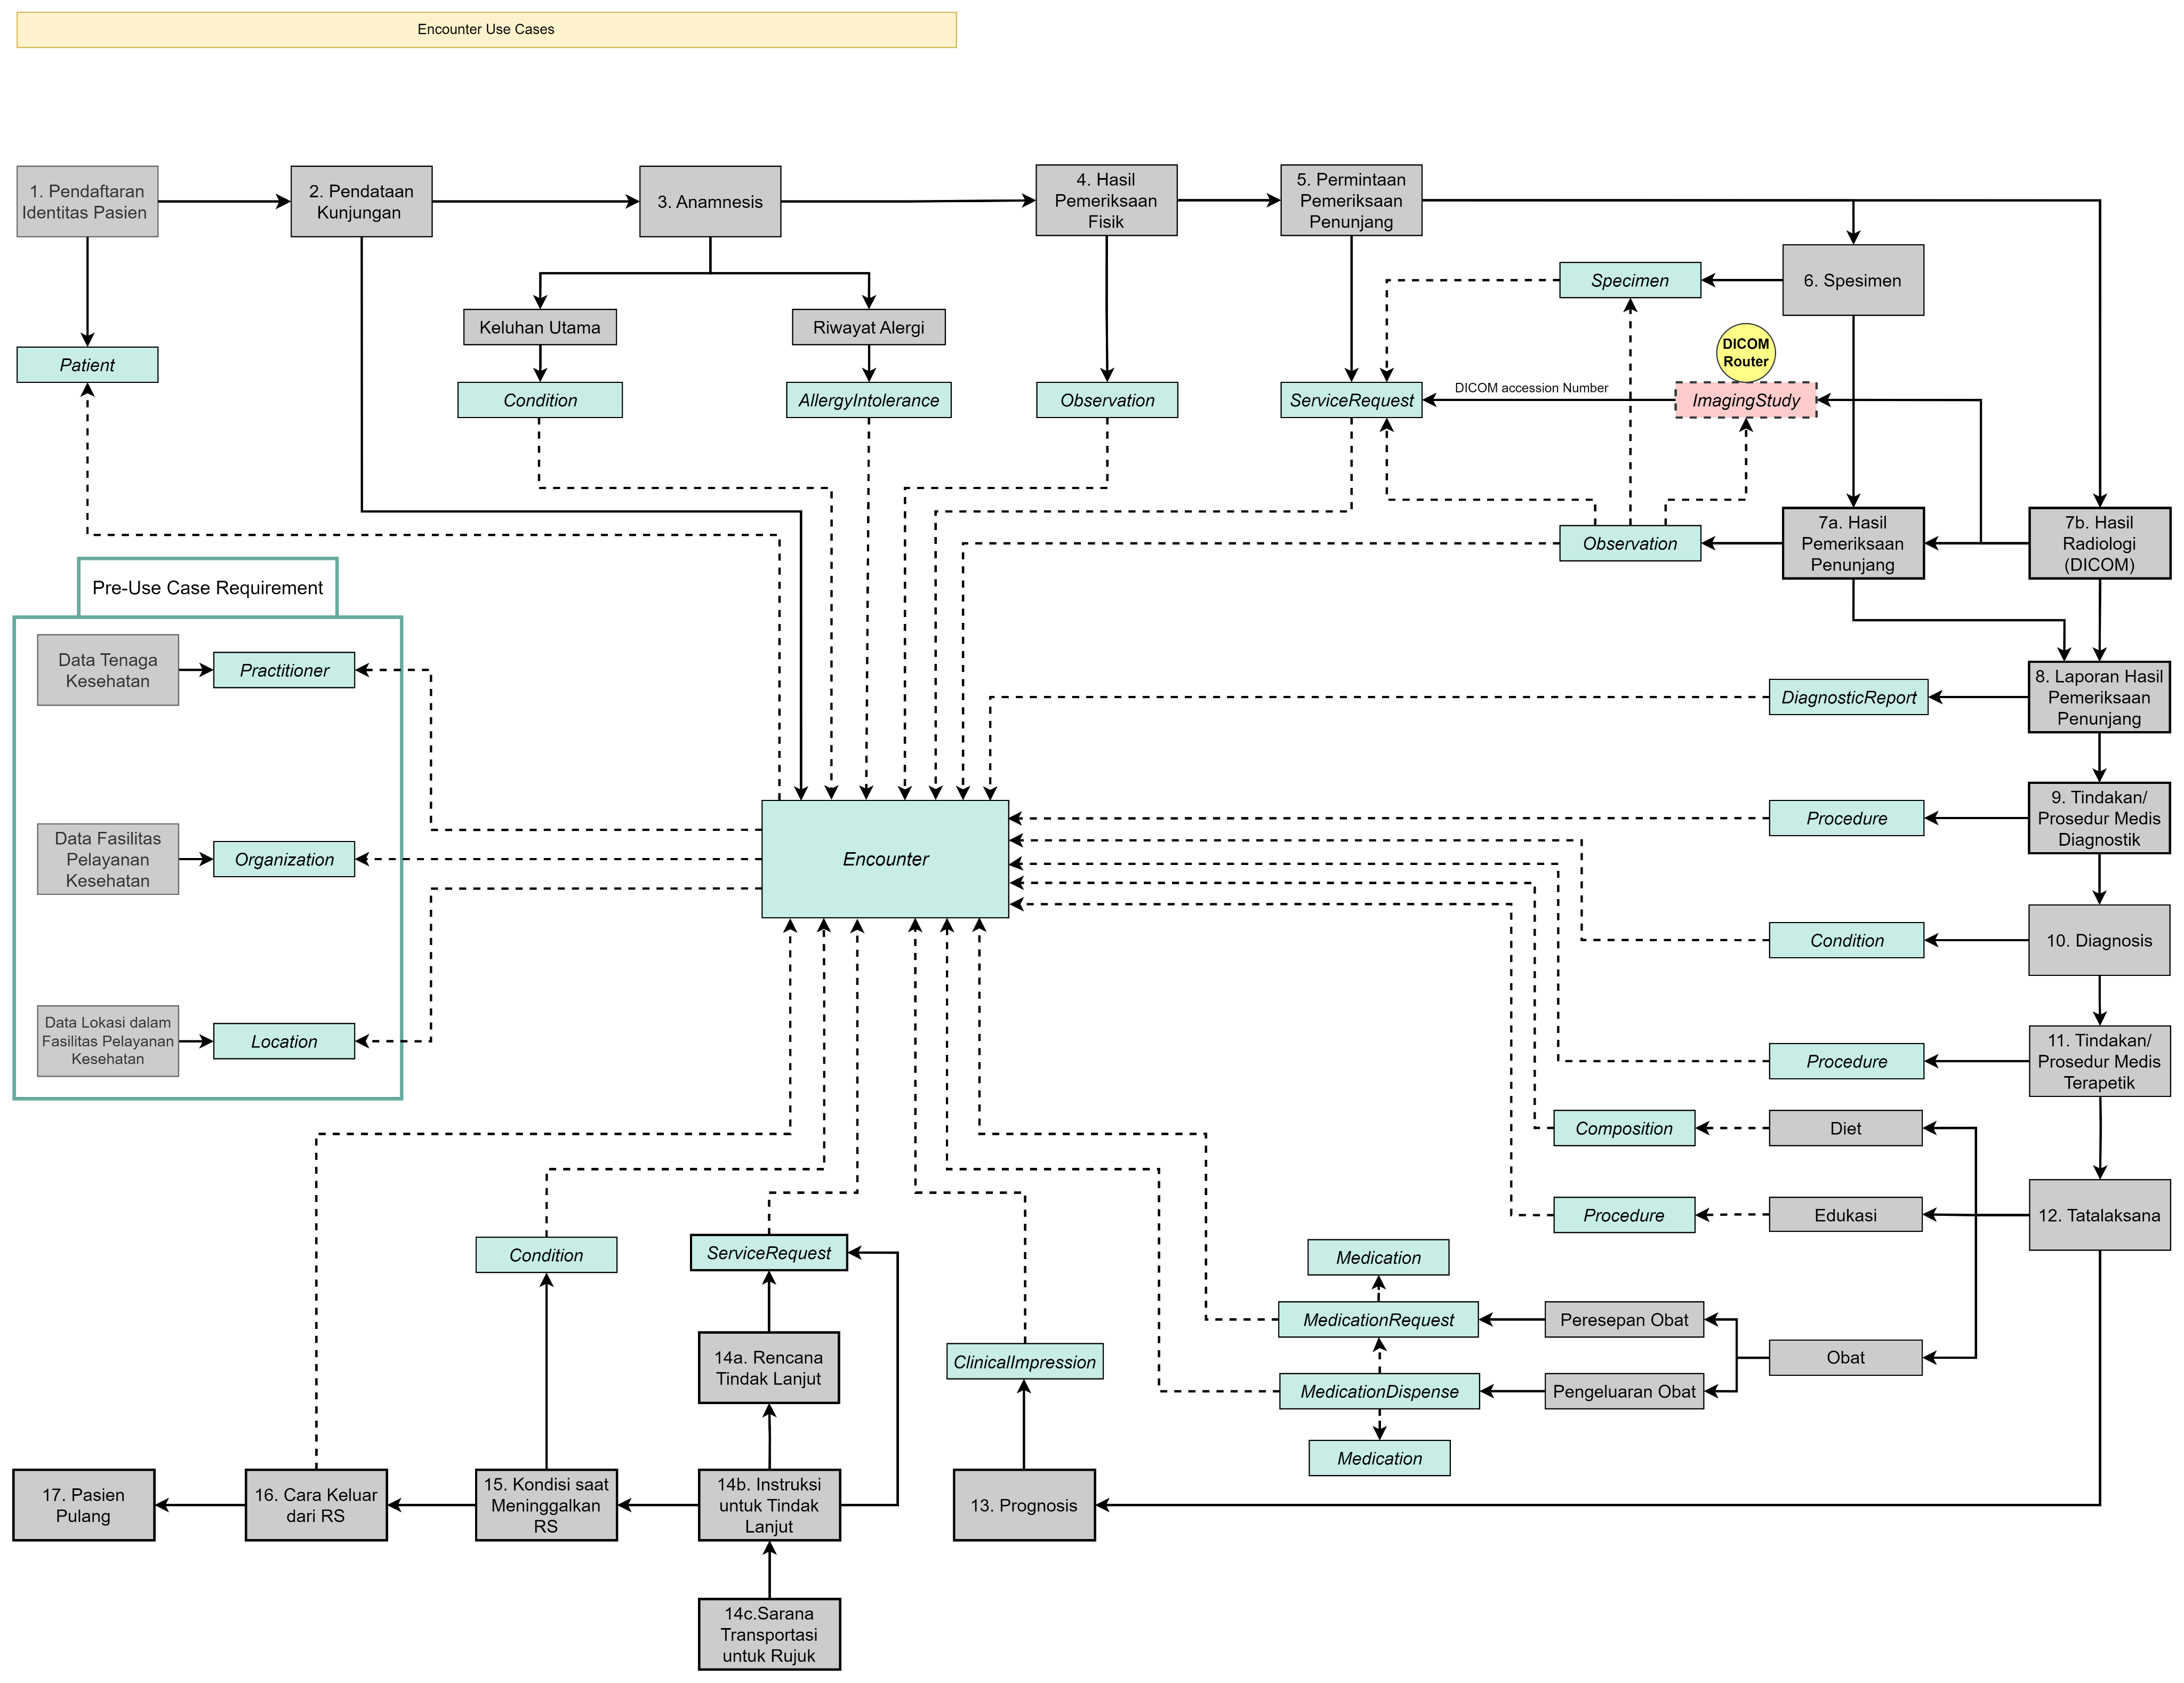 Encounter Use Cases
1. Pendaftaran
Identitas Pasien
2. Pendataan
Kunjungan
3. Anamnesis
4. Hasil
Pemeriksaan
Fisik
5. Permintaan
Pemeriksaan
Penunjang
6. Spesimen
Specimen
Keluhan Utama
Riwayat Alergi
DICOM
Router
Patient
Condition
AllergyIntolerance
Observation
ServiceRequest
DICOM accession Number
ImagingStudy
Observation
7a. Hasil
Pemeriksaan
Penunjang
7b. Hasil
Radiologi
(DICOM)
Pre-Use Case Requirement
Data Tenaga
Kesehatan
Practitioner
DiagnosticReport
8. Laporan Hasil
Pemeriksaan
Penunjang
Data Fasilitas
Pelayanan
Kesehatan
Organization
Encounter
Procedure
9. Tindakan/
Prosedur Medis
Diagnostik
Condition
10. Diagnosis
Data Lokasi dalam
Fasilitas Pelayanan
Kesehatan
Location
Procedure
11. Tindakan/
Prosedur Medis
Terapetik
Composition
Diet
Procedure
Edukasi
12. Tatalaksana
Condition
ServiceRequest
Medication
MedicationRequest
Peresepan Obat
Obat
14a. Rencana
Tindak Lanjut
ClinicalImpression
MedicationDispense
Pengeluaran Obat
Medication
17. Pasien
Pulang
16. Cara Keluar
dari RS
15. Kondisi saat
Meninggalkan
RS
14b. Instruksi
untuk Tindak
Lanjut
13. Prognosis
14c.Sarana
Transportasi
untuk Rujuk